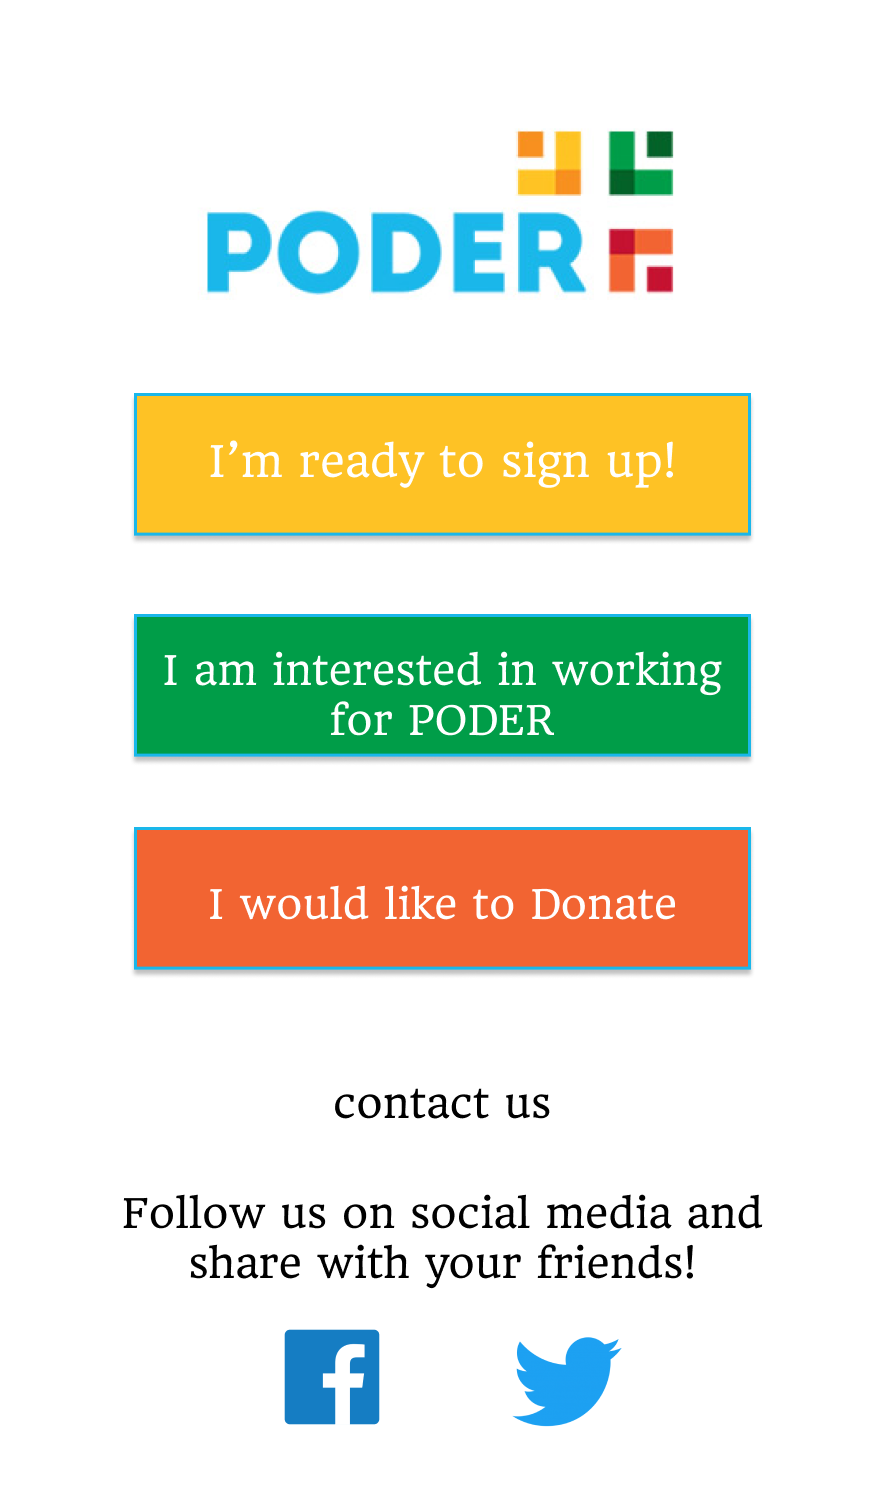 PODER
I’m ready to sign up!
I am interested in working
for PODER
I would like to Donate
contact us
Follow us on social media and
share with your friends!